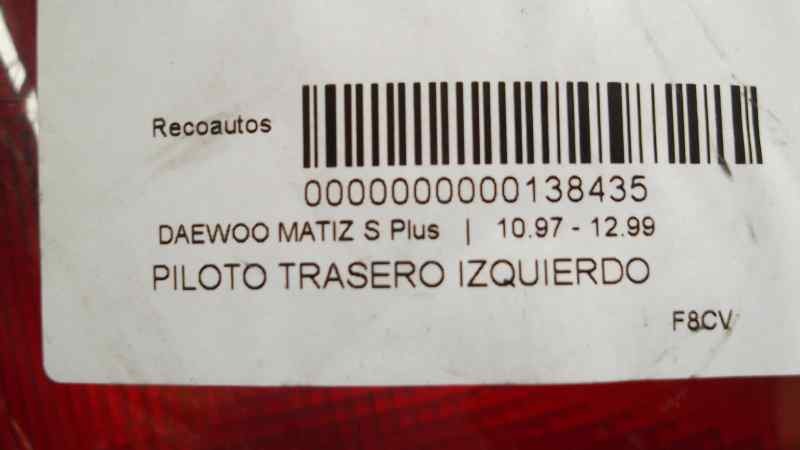 Recoautos
0000000000138435
DAEWOO MATIZ S Plus | 10.97 - 12.99
PILOTO TRASERO IZQUIERDO
F8CV